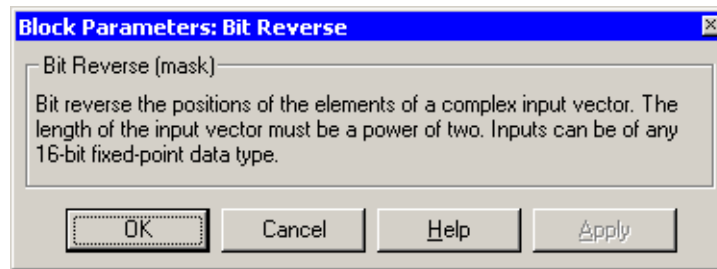 Block Parameters: Bit Reverse
Bit Reverse (mask)
Bit reverse the positions of the elements of a complex input vector. The
length of the input vector must be a power of two. Inputs can be of any
16-bit fixed-point data type.
OK Cancel Help Apply